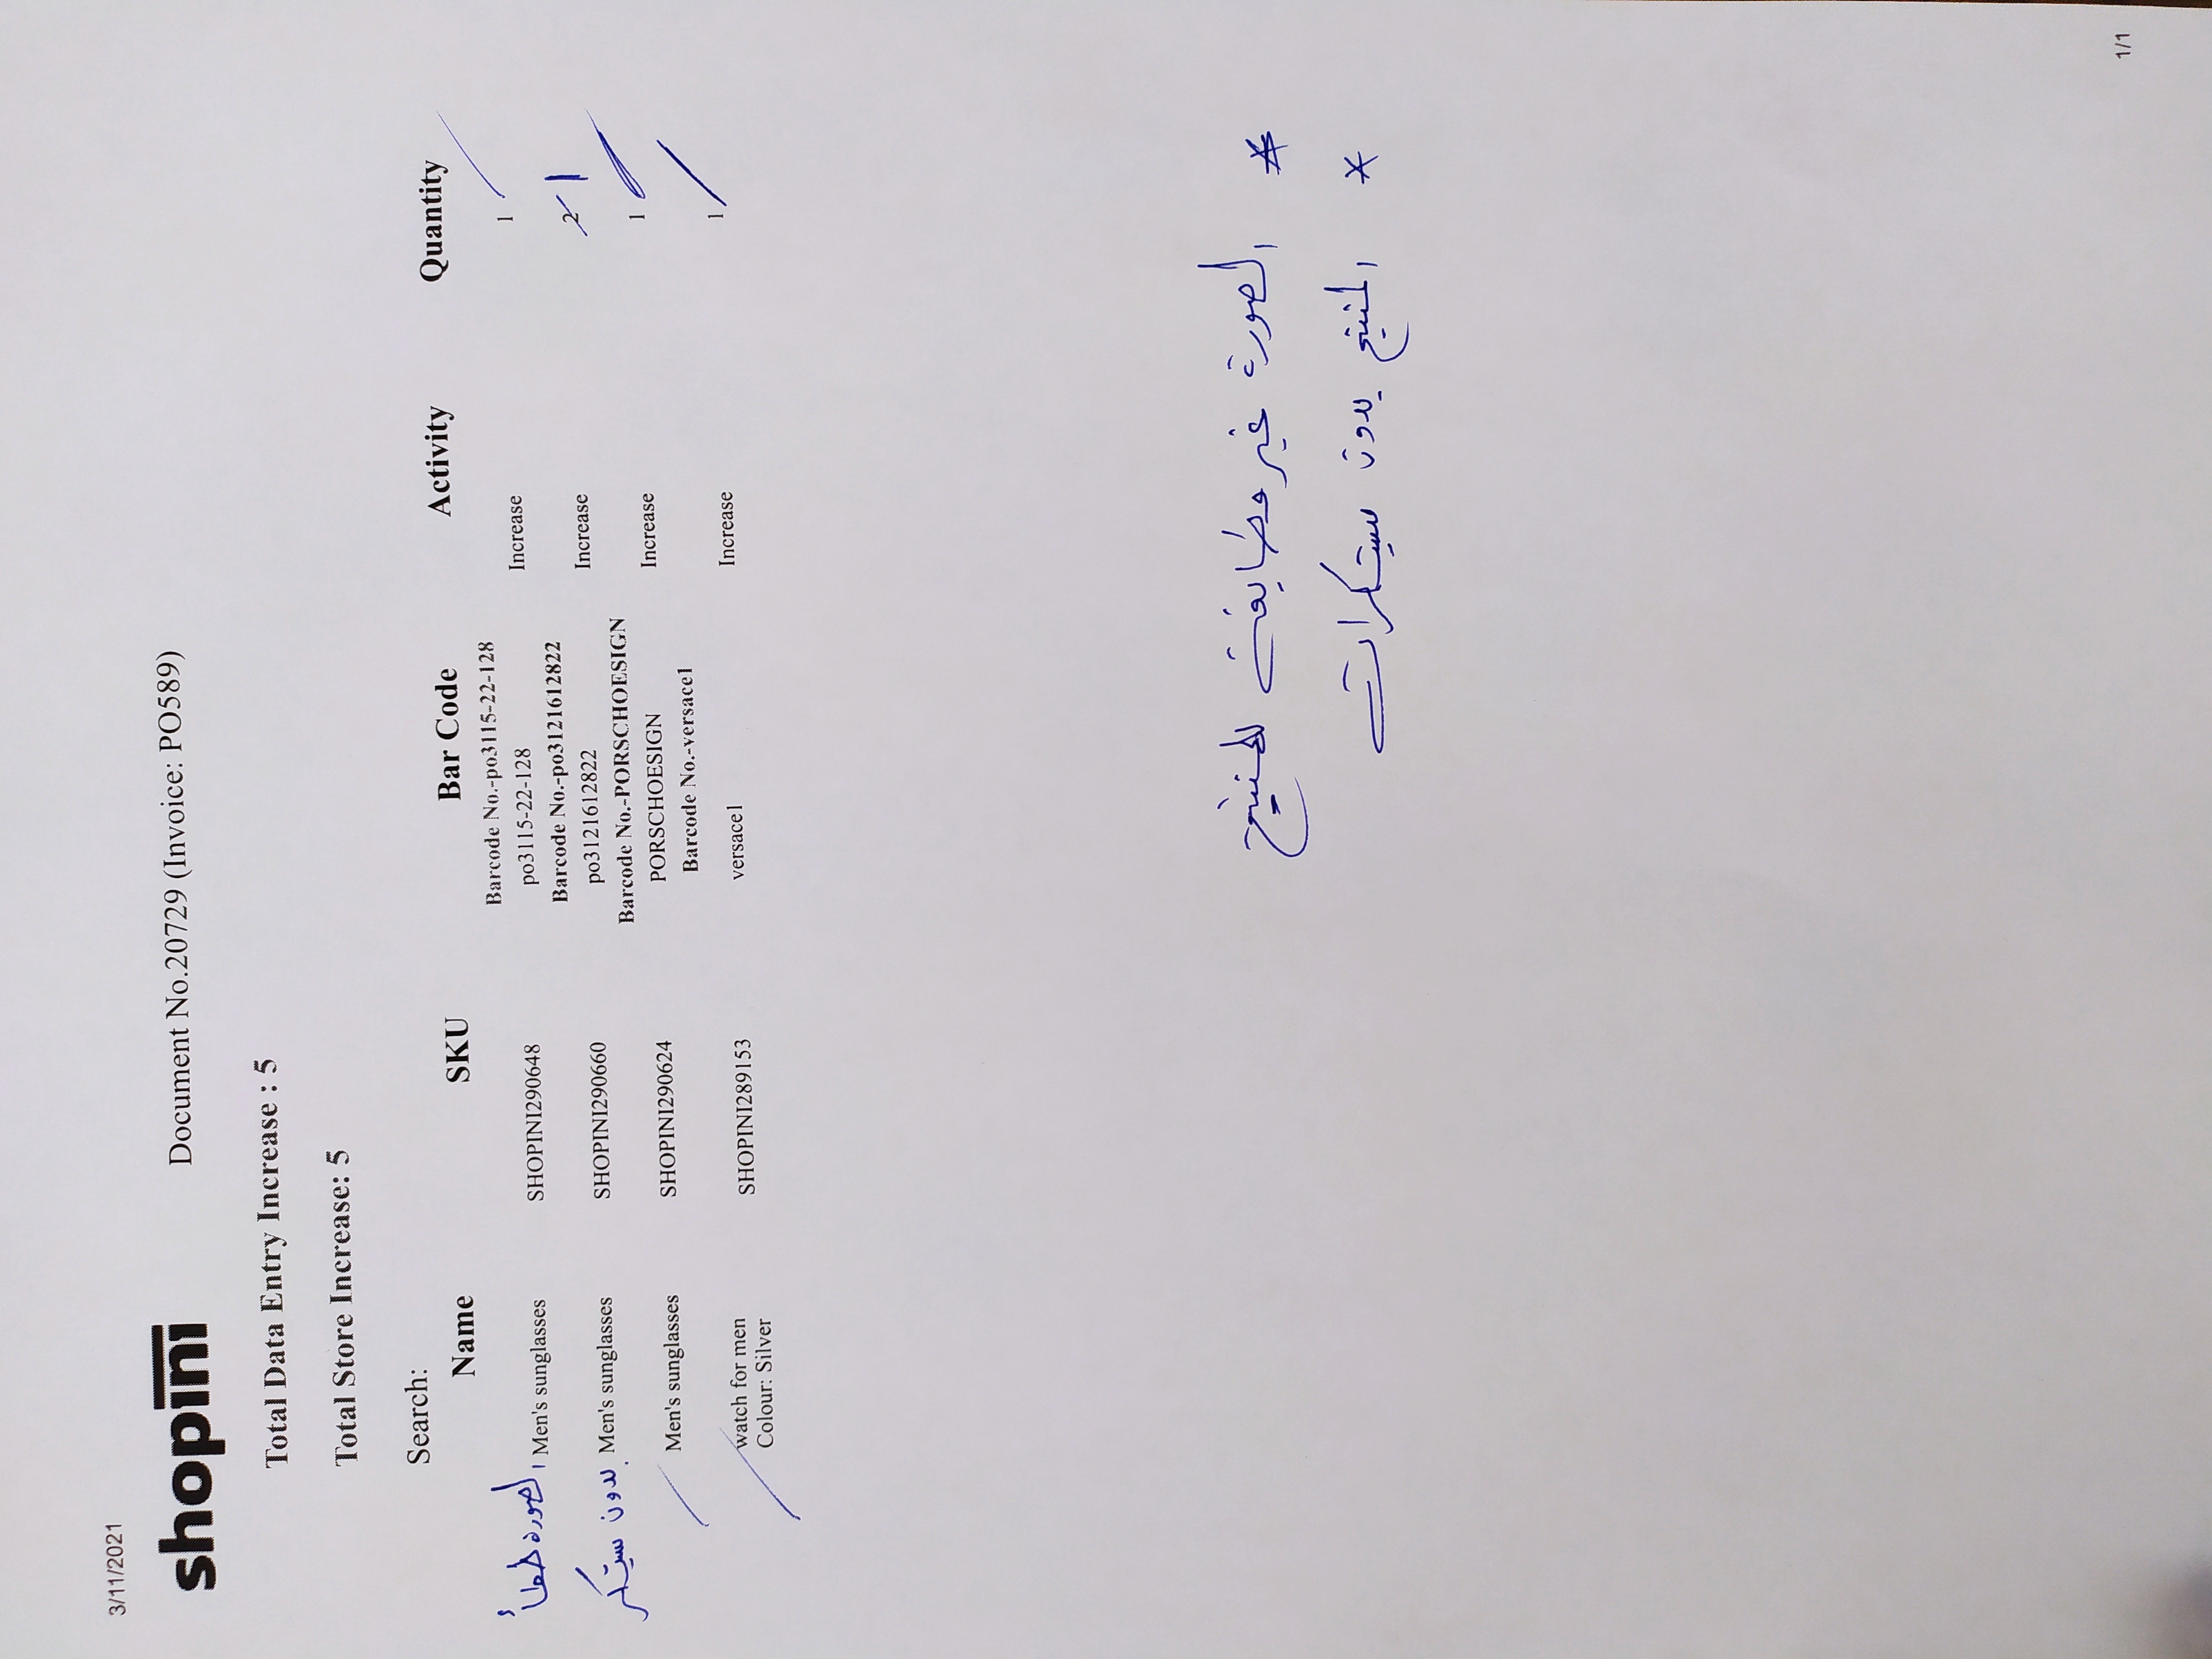 3/11/2021
shopini
Document No.20729 (Invoice: PO589)
Total Data Entry Increase : 5
Total Store Increase: 5
Search:
Name SKU Bar Code Activity Quantity
Barcode No.-po3115-22-128
الصورة خطأ Men's sunglasses SHOPINI290648 po3115-22-128 Increase 1
Barcode No.-po3121612822
بدون ستيكر Men's sunglasses SHOPINI290660 po3121612822 Increase 2 1
Barcode No.-PORSCHOESIGN
Men's sunglasses SHOPINI290624 PORSCHOESIGN Increase 1
Barcode No.-versace1
watch for men SHOPINI289153 versace1 Increase 1
Colour: Silver
* الصورة غير مطابقة للمنتج
* المنتج بدون ستيكرات
1/1